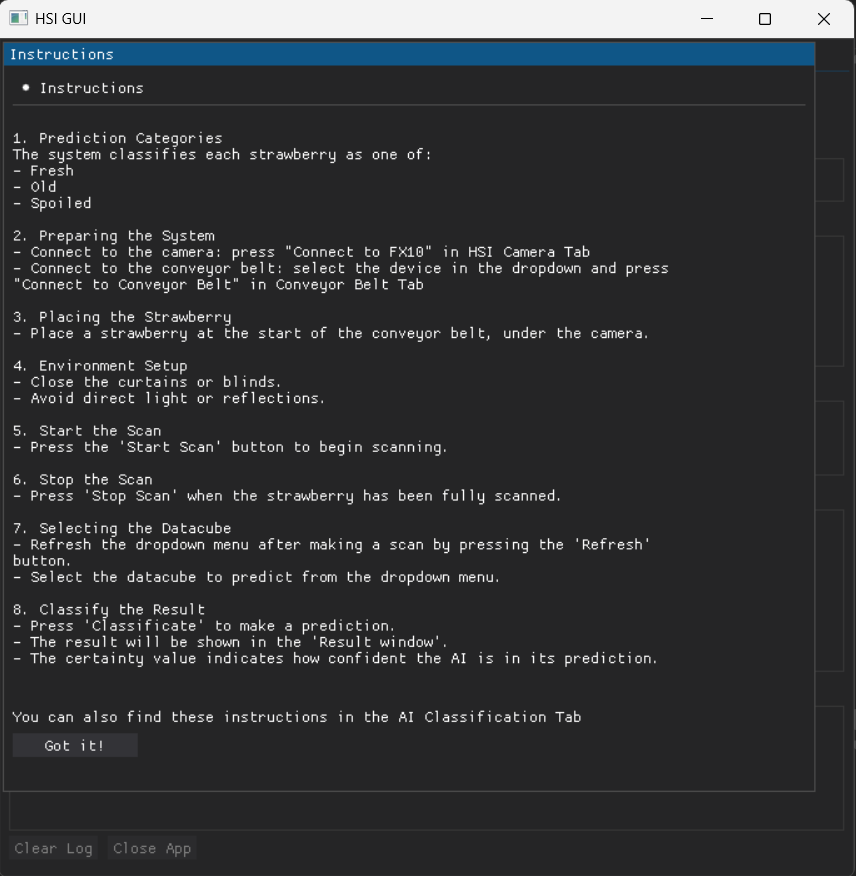 HSI GUI
Instructions
Instructions
1. Prediction Categories
The system classifies each strawberry as one of:
- Fresh
- Old
- Spoiled
2. Preparing the System
- Connect to the camera: press "Connect to FX10" in HSI Camera Tab
- Connect to the conveyor belt: select the device in the dropdown and press
"Connect to Conveyor Belt" in Conveyor Belt Tab
3. Placing the Strawberry
- Place a strawberry at the start of the conveyor belt, under the camera.
4. Environment Setup
- Close the curtains or blinds.
- Avoid direct light or reflections.
5. Start the Scan
- Press the 'Start Scan' button to begin scanning.
6. Stop the Scan
- Press 'Stop Scan' when the strawberry has been fully scanned.
7. Selecting the Datacube
- Refresh the dropdown menu after making a scan by pressing the 'Refresh'
button.
- Select the datacube to predict from the dropdown menu.
8. Classify the Result
- Press 'Classificate' to make a prediction.
- The result will be shown in the 'Result window'.
- The certainty value indicates how confident the AI is in its prediction.
You can also find these instructions in the AI Classification Tab
Got it!
Clear Log
Close App